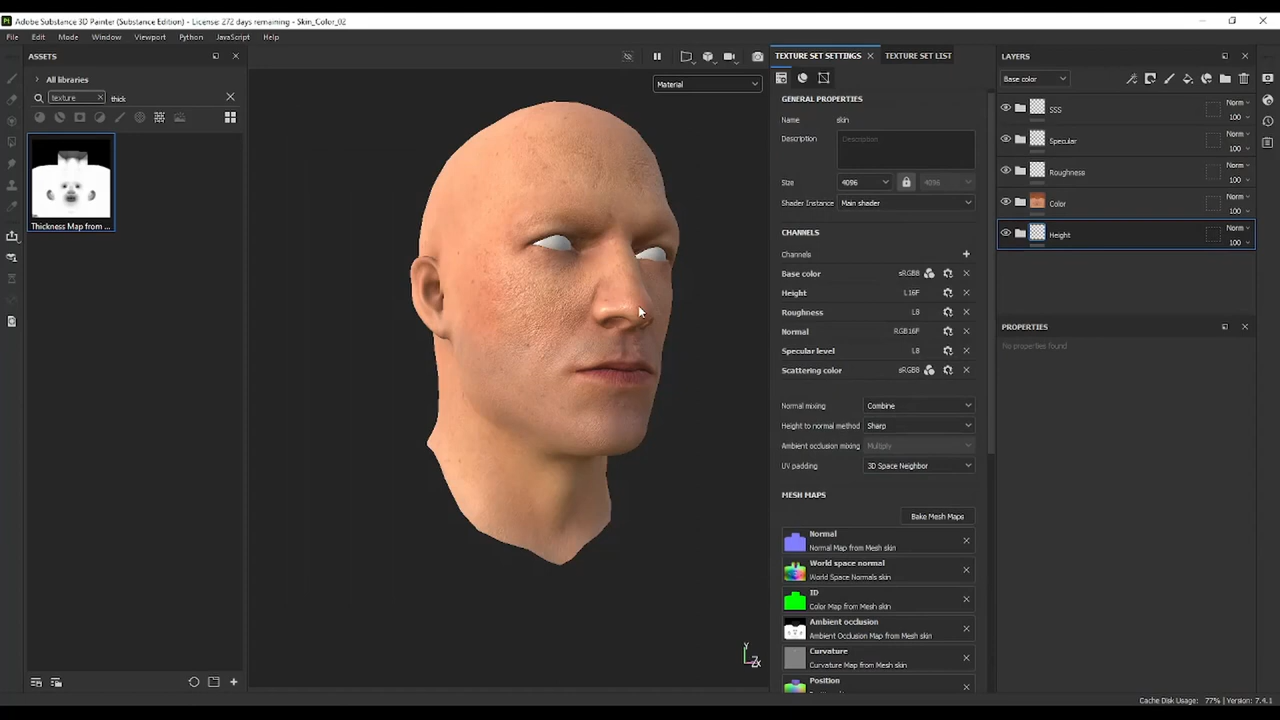 Adobe Substance 3D Painter (Substance Edition) - License: 272 days remaining - Skin_Color_02
File Edit Mode Window Viewport Python JavaScript Help
ASSETS
All libraries
texture thick
Thickness Map from ...
Material
TEXTURE SET SETTINGS TEXTURE SET LIST
GENERAL PROPERTIES
Name skin
Description Description
Size 4096 4096
Shader Instance Main shader
CHANNELS
Channels
Base color sRGB8
Height L16F
Roughness L8
Normal RGB16F
Specular level L8
Scattering color sRGB8
Normal mixing Combine
Height to normal method Sharp
Ambient occlusion mixing Multiply
UV padding 3D Space Neighbor
MESH MAPS
Bake Mesh Maps
Normal
Normal Map from Mesh skin
World space normal
World Space Normals skin
ID
Color Map from Mesh skin
Ambient occlusion
Ambient Occlusion Map from Mesh skin
Curvature
Curvature Map from Mesh skin
Position
LAYERS
Base color
SSS Norm 100
Specular Norm 100
Roughness Norm 100
Color Norm 100
Height Norm 100
PROPERTIES
No properties found
Y
Cache Disk Usage: 77% | Version: 7.4.1